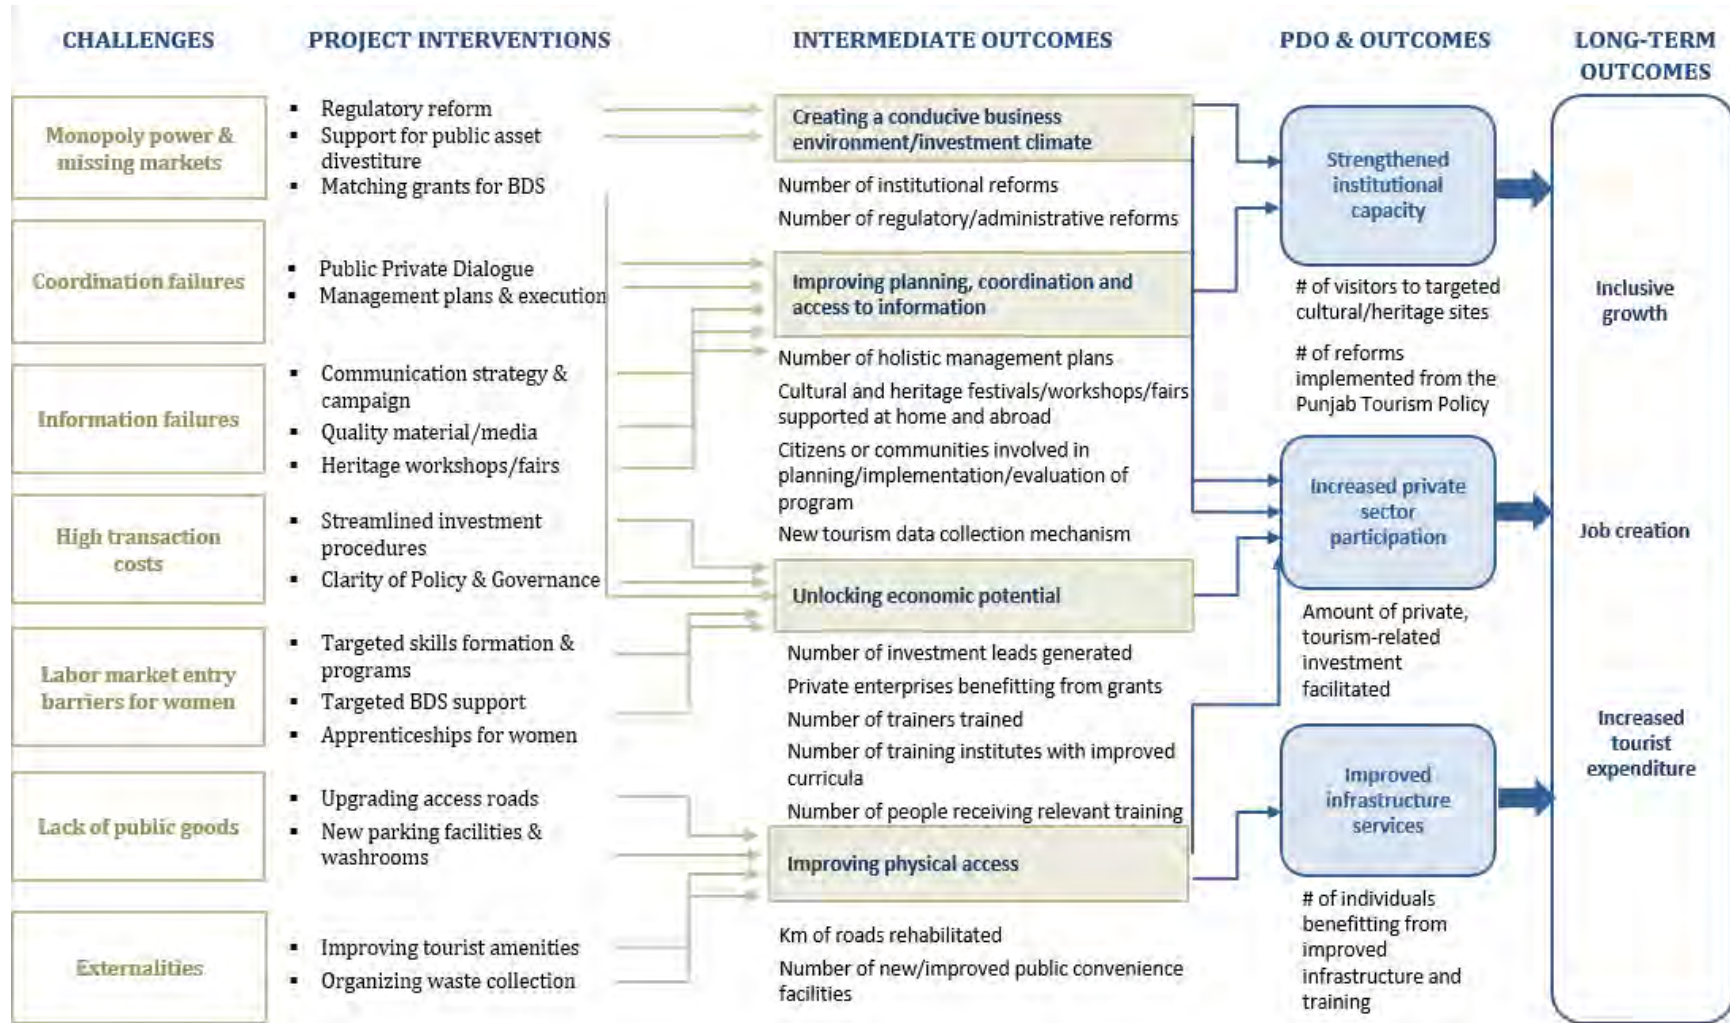 CHALLENGES
PROJECT INTERVENTIONS
INTERMEDIATE OUTCOMES
PDO & OUTCOMES
LONG-TERM
OUTCOMES
Monopoly power &
missing markets
Coordination failures
Information failures
High transaction
costs
Labor market entry
barriers for women
Lack of public goods
Externalities
▪ Regulatory reform
▪ Support for public asset
divestiture
▪ Matching grants for BDS
▪ Public Private Dialogue
▪ Management plans & execution
▪ Communication strategy &
campaign
▪ Quality material/media
▪ Heritage workshops/fairs
▪ Streamlined investment
procedures
▪ Clarity of Policy & Governance
▪ Targeted skills formation &
programs
▪ Targeted BDS support
▪ Apprenticeships for women
▪ Upgrading access roads
▪ New parking facilities &
washrooms
▪ Improving tourist amenities
▪ Organizing waste collection
Creating a conducive business
environment/investment climate
Number of institutional reforms
Number of regulatory/administrative reforms
Improving planning, coordination and
access to information
Number of holistic management plans
Cultural and heritage festivals/workshops/fairs
supported at home and abroad
Citizens or communities involved in
planning/implementation/evaluation of
program
New tourism data collection mechanism
Unlocking economic potential
Number of investment leads generated
Private enterprises benefitting from grants
Number of trainers trained
Number of training institutes with improved
curricula
Number of people receiving relevant training
Improving physical access
Km of roads rehabilitated
Number of new/improved public convenience
facilities
Strengthened
institutional
capacity
# of visitors to targeted
cultural/heritage sites
# of reforms
implemented from the
Punjab Tourism Policy
Increased private
sector
participation
Amount of private,
tourism-related
investment
facilitated
Improved
infrastructure
services
# of individuals
benefitting from
improved
infrastructure and
training
Inclusive
growth
Job creation
Increased
tourist
expenditure